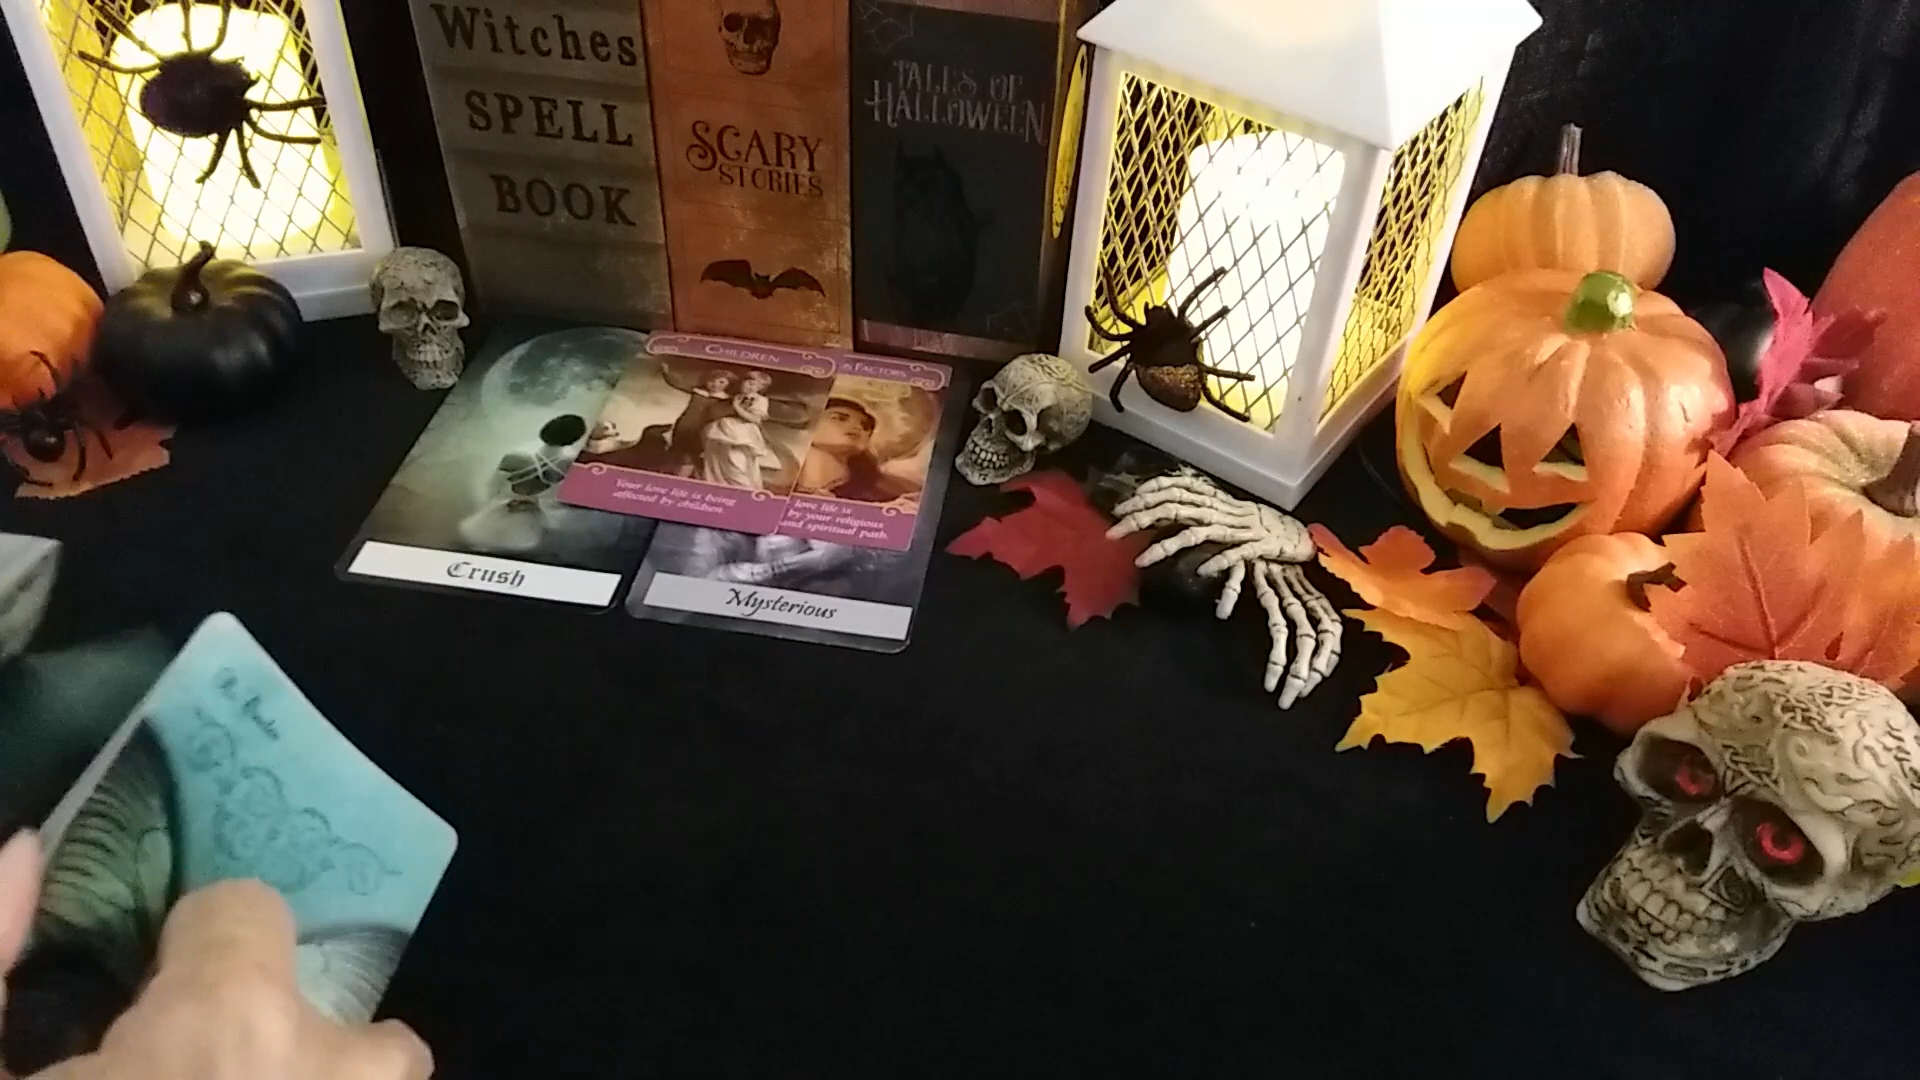 Witches
SPELL
BOOK
SCARY
STORIES
TALES OF
HALLOWEEN
CHILDREN
Your love life is being
affected by children.
FACTORS
love life is
by your religious
and spiritual path.
Crush
Mysterious